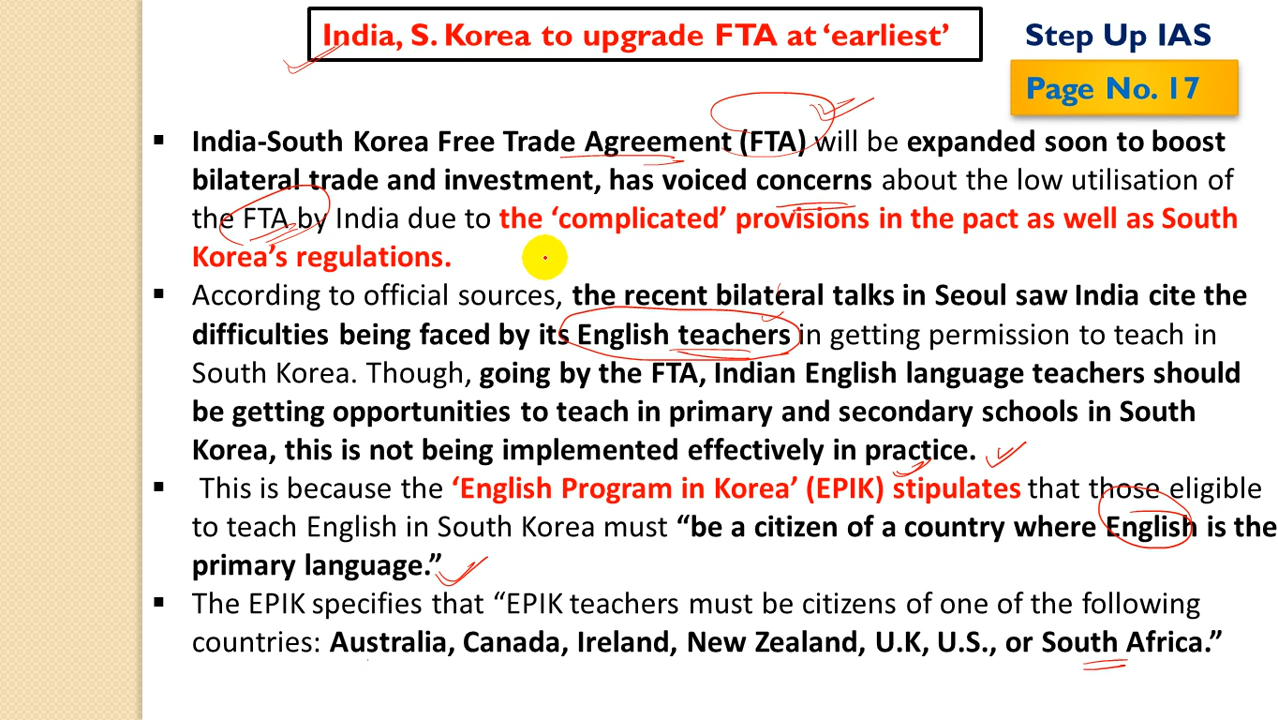 India, S. Korea to upgrade FTA at ‘earliest’
Step Up IAS
Page No. 17
▪ India-South Korea Free Trade Agreement (FTA) will be expanded soon to boost
bilateral trade and investment, has voiced concerns about the low utilisation of
the FTA by India due to the ‘complicated’ provisions in the pact as well as South
Korea’s regulations.
▪ According to official sources, the recent bilateral talks in Seoul saw India cite the
difficulties being faced by its English teachers in getting permission to teach in
South Korea. Though, going by the FTA, Indian English language teachers should
be getting opportunities to teach in primary and secondary schools in South
Korea, this is not being implemented effectively in practice.
▪ This is because the ‘English Program in Korea’ (EPIK) stipulates that those eligible
to teach English in South Korea must “be a citizen of a country where English is the
primary language.”
▪ The EPIK specifies that “EPIK teachers must be citizens of one of the following
countries: Australia, Canada, Ireland, New Zealand, U.K, U.S., or South Africa.”